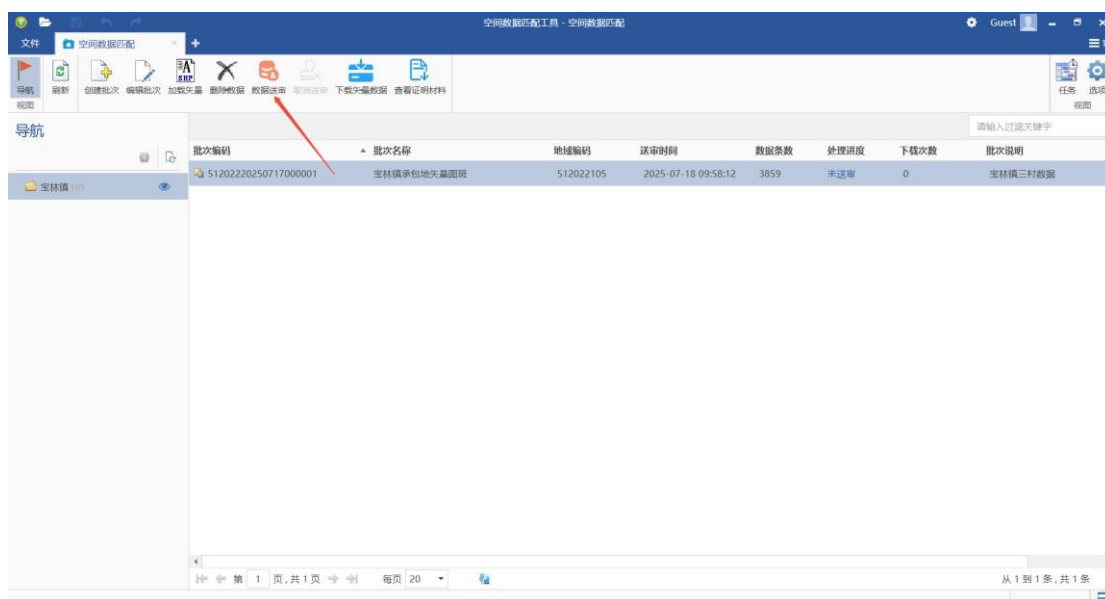 空间数据匹配工具 - 空间数据匹配
Guest
文件
空间数据匹配
导航
刷新
创建批次
编辑批次
加载矢量
删除数据
数据送审
取消送审
下载矢量数据
查看证明材料
任务
选项
视图
视图
导航
请输入过滤关键字
批次编码 批次名称 地域编码 送审时间 数据条数 处理进度 下载次数 批次说明
51202220250717000001 宝林镇承包地矢量图斑 512022105 2025-07-18 09:58:12 3859 未送审 0 宝林镇三村数据
宝林镇 105
第 1 页,共1页 每页 20
从1到1条,共1条